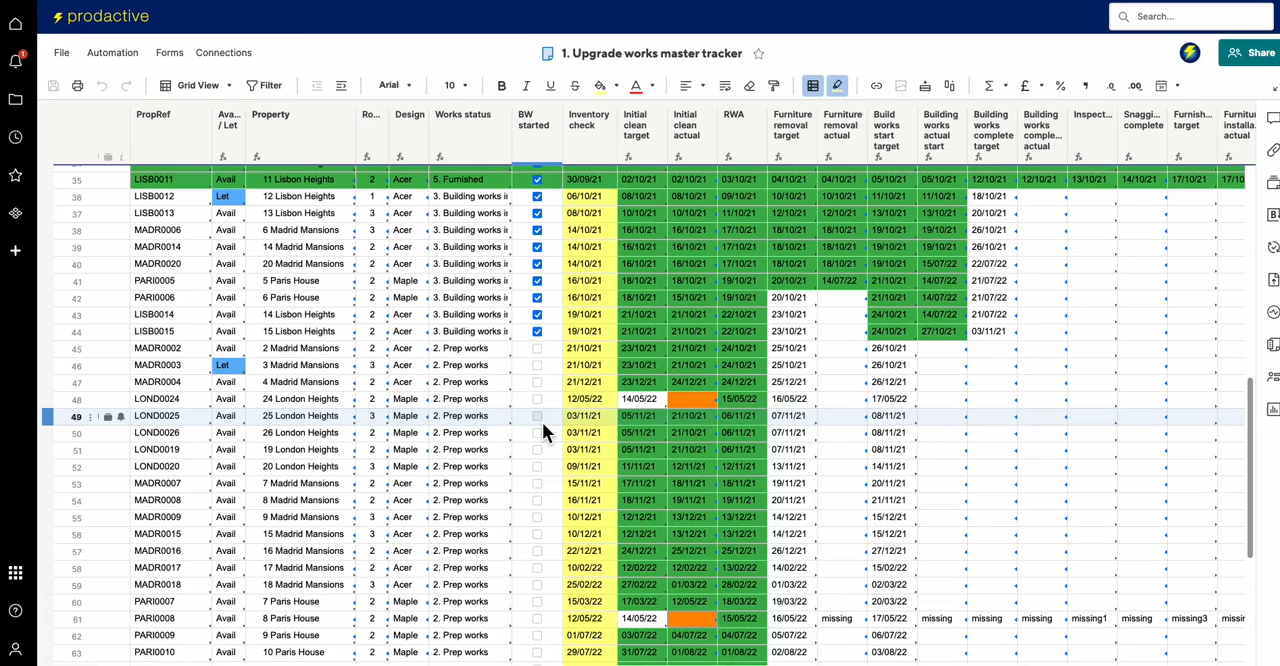 prodactive
Search...
File Automation Forms Connections
1. Upgrade works master tracker
Share
1
Grid View Filter Arial 10 B I U S A Σ £ % , .0 .00
PropRef Ava... / Let Property Ro... Design Works status BW started Inventory check Initial clean target Initial clean actual RWA Furniture removal target Furniture removal actual Build works start target Building works actual start Building works complete target Building works comple... actual Inspect... Snaggin... complete Furnish... target Furnitu... installa... actual
35 LISB0011 Avail 11 Lisbon Heights 2 Acer 5. Furnished 30/09/21 02/10/21 02/10/21 03/10/21 04/10/21 04/10/21 05/10/21 05/10/21 12/10/21 12/10/21 13/10/21 14/10/21 17/10/21 17/10
36 LISB0012 Let 12 Lisbon Heights 1 Acer 3. Building works ir 06/10/21 08/10/21 08/10/21 09/10/21 10/10/21 10/10/21 11/10/21 11/10/21 18/10/21
37 LISB0013 Avail 13 Lisbon Heights 3 Acer 3. Building works ir 08/10/21 10/10/21 10/10/21 11/10/21 12/10/21 12/10/21 13/10/21 13/10/21 20/10/21
38 MADR0006 Avail 6 Madrid Mansions 3 Acer 3. Building works ir 14/10/21 16/10/21 16/10/21 17/10/21 18/10/21 18/10/21 19/10/21 19/10/21 26/10/21
39 MADR0014 Avail 14 Madrid Mansions 2 Acer 3. Building works ir 14/10/21 16/10/21 16/10/21 17/10/21 18/10/21 18/10/21 19/10/21 19/10/21 26/10/21
40 MADR0020 Avail 20 Madrid Mansions 2 Acer 3. Building works ir 14/10/21 16/10/21 16/10/21 17/10/21 18/10/21 18/10/21 19/10/21 15/07/22 22/07/22
41 PARI0005 Avail 5 Paris House 2 Maple 3. Building works ir 16/10/21 18/10/21 18/10/21 19/10/21 20/10/21 14/07/22 21/10/21 14/07/22 21/07/22
42 PARI0006 Avail 6 Paris House 2 Maple 3. Building works ir 16/10/21 18/10/21 15/10/21 19/10/21 20/10/21 21/10/21 14/07/22 21/07/22
43 LISB0014 Avail 14 Lisbon Heights 2 Maple 3. Building works ir 19/10/21 21/10/21 21/10/21 22/10/21 23/10/21 24/10/21 14/07/22 21/07/22
44 LISB0015 Avail 15 Lisbon Heights 2 Maple 3. Building works ir 19/10/21 21/10/21 21/10/21 22/10/21 23/10/21 24/10/21 27/10/21 03/11/21
45 MADR0002 Avail 2 Madrid Mansions 2 Maple 2. Prep works 21/10/21 23/10/21 21/10/21 24/10/21 25/10/21 26/10/21
46 MADR0003 Let 3 Madrid Mansions 2 Maple 2. Prep works 21/10/21 23/10/21 21/10/21 24/10/21 25/10/21 26/10/21
47 MADR0004 Avail 4 Madrid Mansions 2 Maple 2. Prep works 21/12/21 23/12/21 24/12/21 24/12/21 25/12/21 26/12/21
48 LOND0024 Avail 24 London Heights 2 Maple 2. Prep works 12/05/22 14/05/22 15/05/22 16/05/22 17/05/22
49 LOND0025 Avail 25 London Heights 3 Maple 2. Prep works 03/11/21 05/11/21 21/10/21 06/11/21 07/11/21 08/11/21
50 LOND0026 Avail 26 London Heights 2 Maple 2. Prep works 03/11/21 05/11/21 21/10/21 06/11/21 07/11/21 08/11/21
51 LOND0019 Avail 19 London Heights 2 Maple 2. Prep works 03/11/21 05/11/21 21/10/21 06/11/21 07/11/21 08/11/21
52 LOND0020 Avail 20 London Heights 3 Maple 2. Prep works 09/11/21 11/11/21 12/11/21 12/11/21 13/11/21 14/11/21
53 MADR0007 Avail 7 Madrid Mansions 2 Maple 2. Prep works 15/11/21 17/11/21 18/11/21 18/11/21 19/11/21 20/11/21
54 MADR0008 Avail 8 Madrid Mansions 2 Maple 2. Prep works 16/11/21 18/11/21 19/11/21 19/11/21 20/11/21 21/11/21
55 MADR0009 Avail 9 Madrid Mansions 3 Acer 2. Prep works 10/12/21 12/12/21 13/12/21 13/12/21 14/12/21 15/12/21
56 MADR0015 Avail 15 Madrid Mansions 2 Acer 2. Prep works 10/12/21 12/12/21 13/12/21 13/12/21 14/12/21 15/12/21
57 MADR0016 Avail 16 Madrid Mansions 2 Acer 2. Prep works 22/12/21 24/12/21 25/12/21 25/12/21 26/12/21 27/12/21
58 MADR0017 Avail 17 Madrid Mansions 2 Acer 2. Prep works 10/02/22 12/02/22 12/02/22 13/02/22 14/02/22 15/02/22
59 MADR0018 Avail 18 Madrid Mansions 3 Acer 2. Prep works 25/02/22 27/02/22 01/03/22 28/02/22 01/03/22 02/03/22
60 PARI0007 Avail 7 Paris House 2 Maple 2. Prep works 15/03/22 17/03/22 12/05/22 18/03/22 19/03/22 20/03/22
61 PARI0008 Avail 8 Paris House 2 Maple 2. Prep works 12/05/22 14/05/22 15/05/22 16/05/22 missing 17/05/22 missing missing missing missing1 missing missing3 missir
62 PARI0009 Avail 9 Paris House 2 Maple 2. Prep works 01/07/22 03/07/22 04/07/22 04/07/22 05/07/22 06/07/22
63 PARI0010 Avail 10 Paris House 2 Maple 2. Prep works 29/07/22 31/07/22 01/08/22 01/08/22 02/08/22 03/08/22